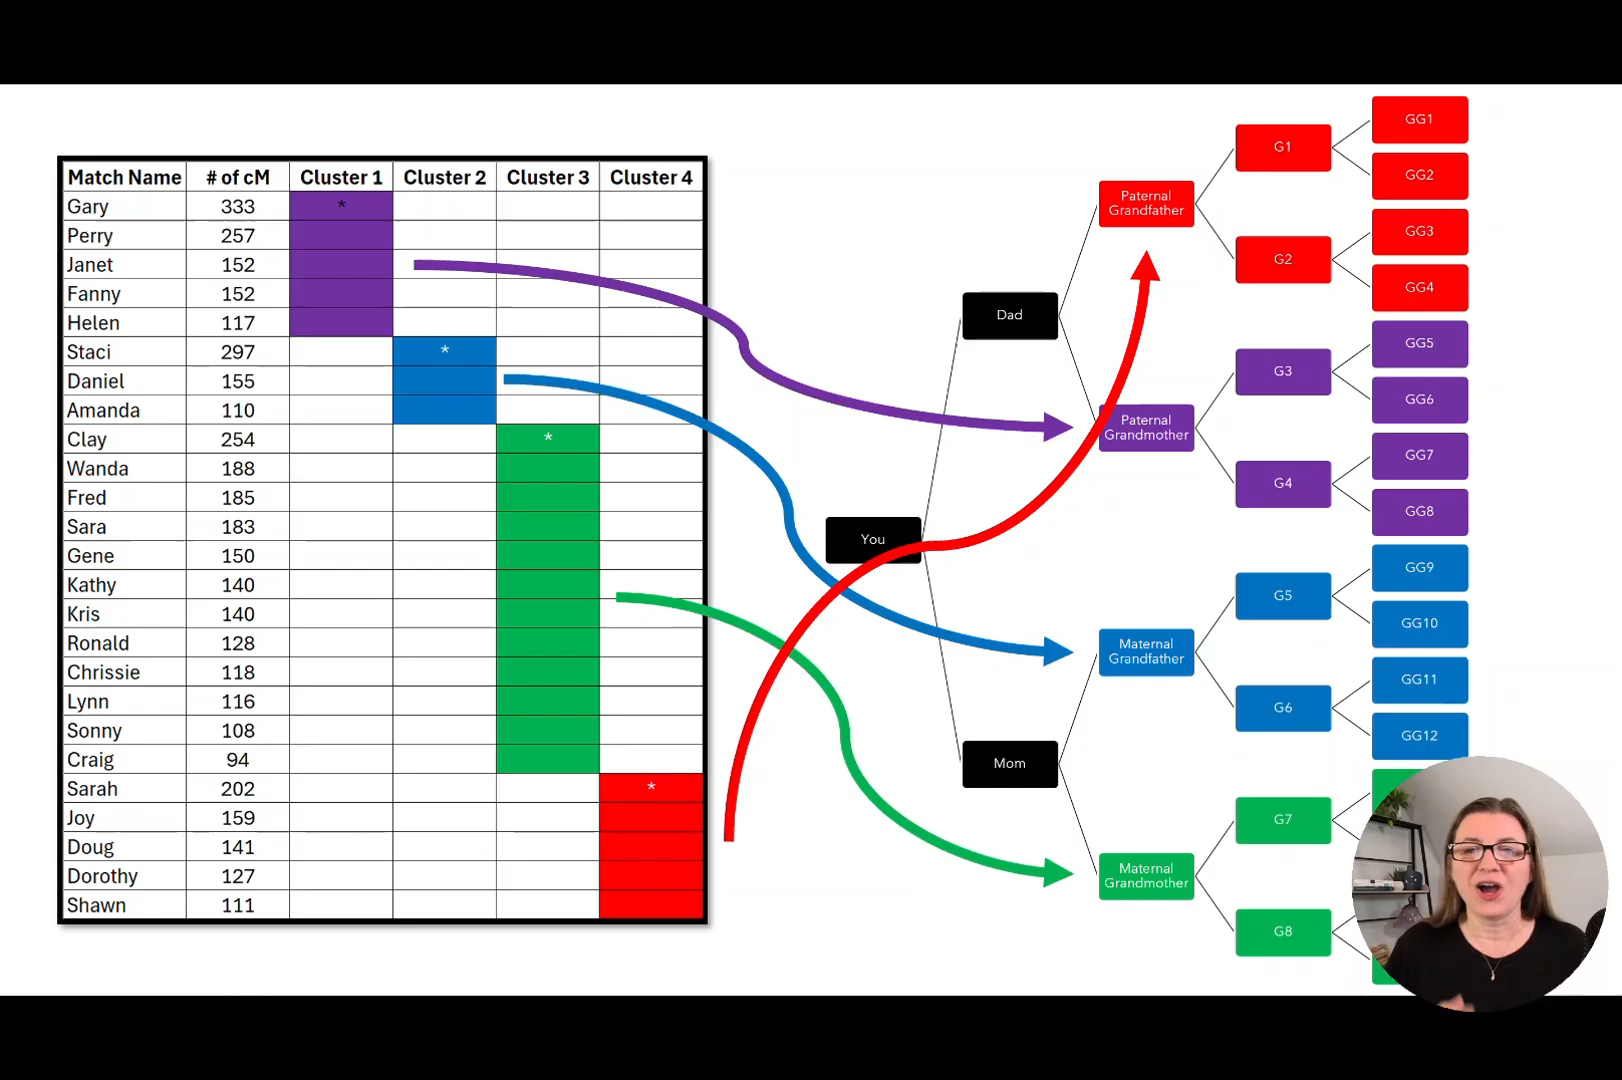 Match Name # of cM Cluster 1 Cluster 2 Cluster 3 Cluster 4
Gary 333 *
Perry 257
Janet 152
Fanny 152
Helen 117
Staci 297 *
Daniel 155
Amanda 110
Clay 254 *
Wanda 188
Fred 185
Sara 183
Gene 150
Kathy 140
Kris 140
Ronald 128
Chrissie 118
Lynn 116
Sonny 108
Craig 94
Sarah 202 *
Joy 159
Doug 141
Dorothy 127
Shawn 111
You
Dad
Mom
Paternal
Grandfather
Paternal
Grandmother
Maternal
Grandfather
Maternal
Grandmother
G1
G2
G3
G4
G5
G6
G7
G8
GG1
GG2
GG3
GG4
GG5
GG6
GG7
GG8
GG9
GG10
GG11
GG12